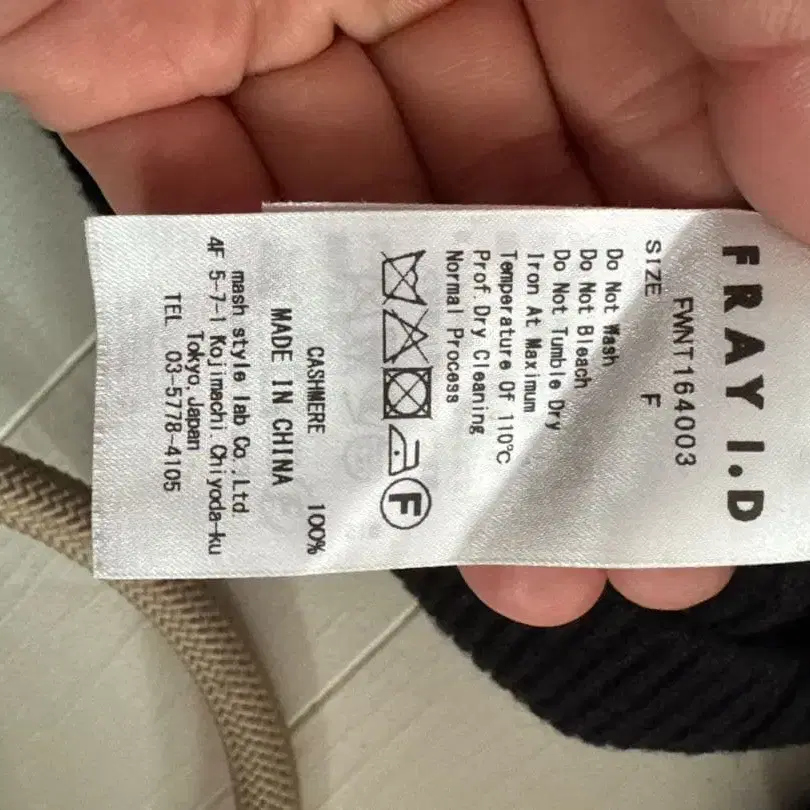 FRAY I.D
FWNT164003
SIZE F
Do Not Wash
Do Not Bleach
Do Not Tumble Dry
Iron At Maximum
Temperature Of 110℃
Prof. Dry Cleaning
Normal Process
F
CASHMERE 100%
MADE IN CHINA
mash style lab Co.,Ltd.
4F 5-7-1 Kojimachi.Chiyoda-ku
Tokyo,Japan
TEL 03-5778-4105